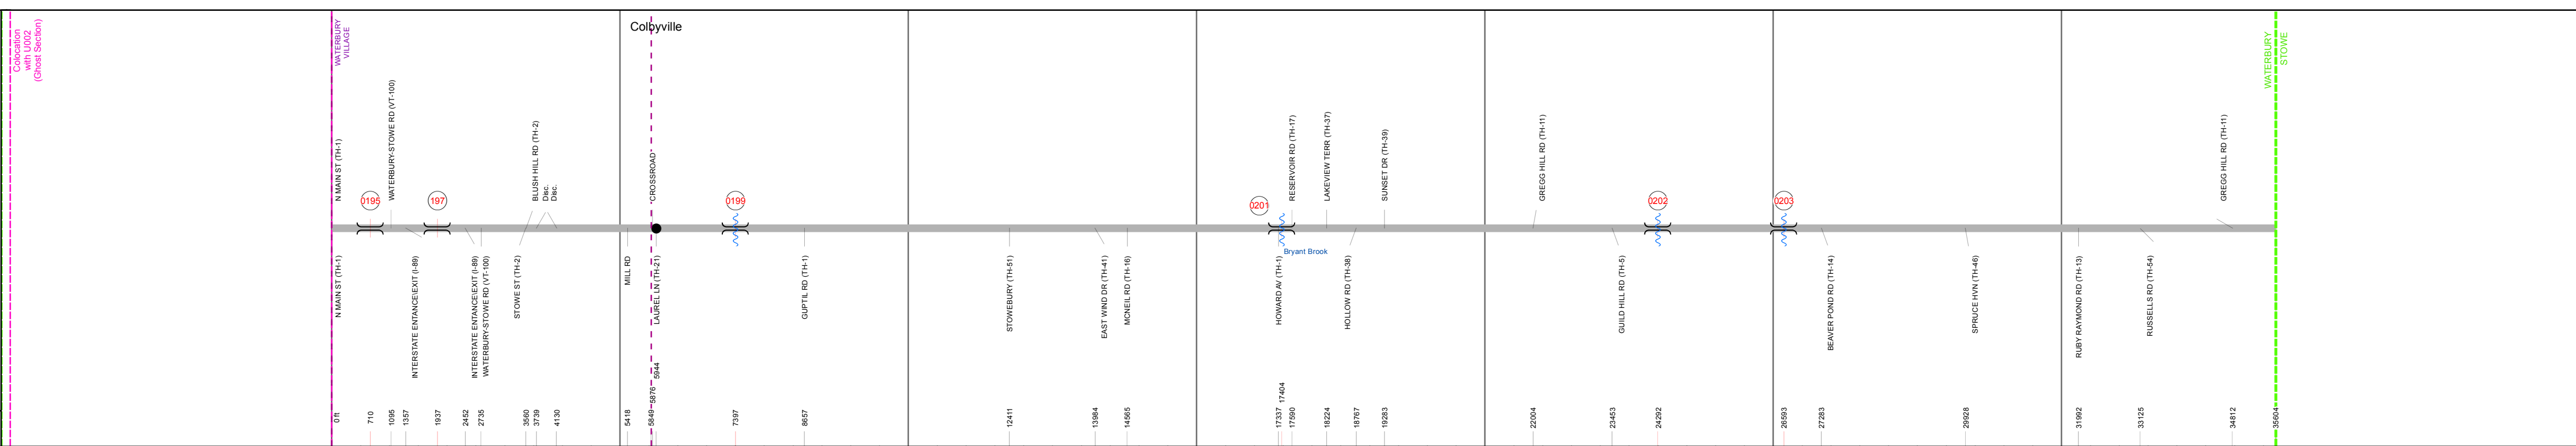 Colocation
with U002
(Ghost Section)
WATERBURY
VILLAGE
Colbyville
WATERBURY
STOWE
N MAIN ST (TH-1)
WATERBURY-STOWE RD (VT-100)
BLUSH HILL RD (TH-2)
Disc.
Disc.
CROSSROAD
RESERVOIR RD (TH-17)
LAKEVIEW TERR (TH-37)
SUNSET DR (TH-39)
GREGG HILL RD (TH-11)
GREGG HILL RD (TH-11)
0195
197
0199
0201
0202
0203
Bryant Brook
N MAIN ST (TH-1)
INTERSTATE ENTANCE\EXIT (I-89)
INTERSTATE ENTANCE\EXIT (I-89)
WATERBURY-STOWE RD (VT-100)
STOWE ST (TH-2)
MILL RD
LAUREL LN (TH-21)
GUPTIL RD (TH-1)
STOWEBURY (TH-51)
EAST WIND DR (TH-41)
MCNEIL RD (TH-16)
HOWARD AV (TH-1)
HOLLOW RD (TH-38)
GUILD HILL RD (TH-5)
BEAVER POND RD (TH-14)
SPRUCE HVN (TH-46)
RUBY RAYMOND RD (TH-13)
RUSSELLS RD (TH-54)
0 ft
710
1095
1357
1937
2452
2735
3560
3739
4130
5418
5849
5876
5944
7397
8657
12411
13984
14565
17337
17404
17590
18224
18767
19283
22004
23453
24292
26593
27283
29928
31992
33125
34812
35604